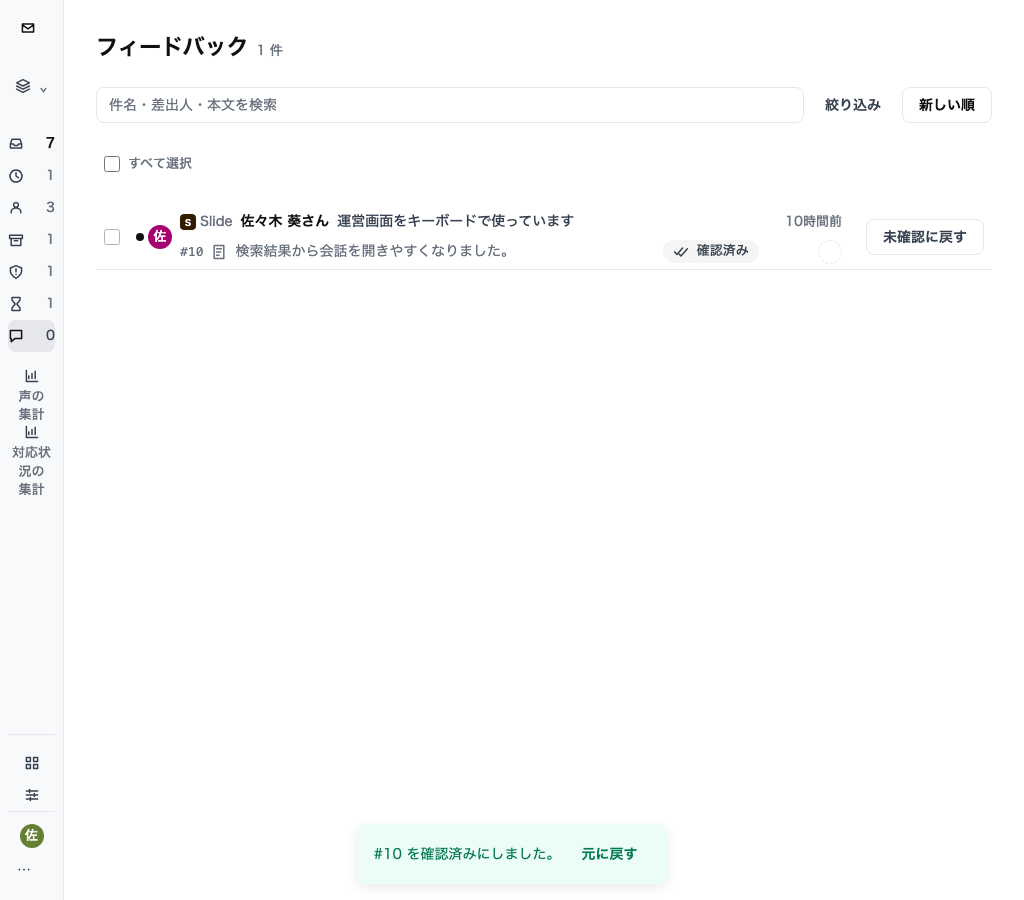 フィードバック 1 件
件名・差出人・本文を検索
絞り込み
新しい順
すべて選択
7
1
3
1
1
1
0
声の
集計
対応状
況の
集計
佐
…
佐
s Slide 佐々木 葵さん 運営画面をキーボードで使っています
10時間前
#10 検索結果から会話を開きやすくなりました。
確認済み
未確認に戻す
#10 を確認済みにしました。 元に戻す